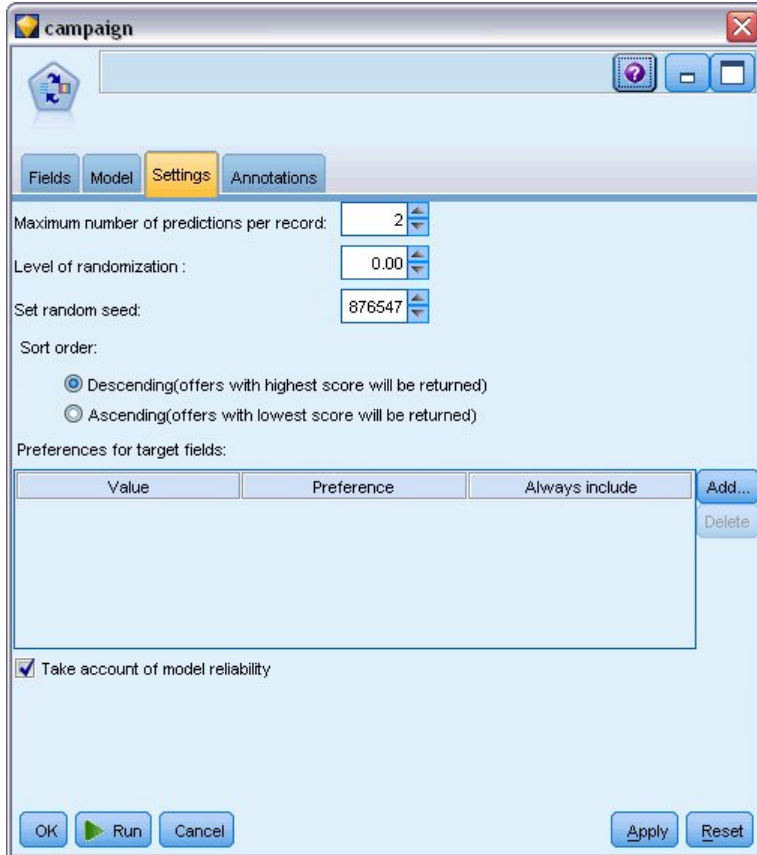 campaign
Fields Model Settings Annotations
Maximum number of predictions per record: 2
Level of randomization : 0.00
Set random seed: 876547
Sort order:
Descending(offers with highest score will be returned)
Ascending(offers with lowest score will be returned)
Preferences for target fields:
Value Preference Always include Add...
Delete
Take account of model reliability
OK Run Cancel Apply Reset